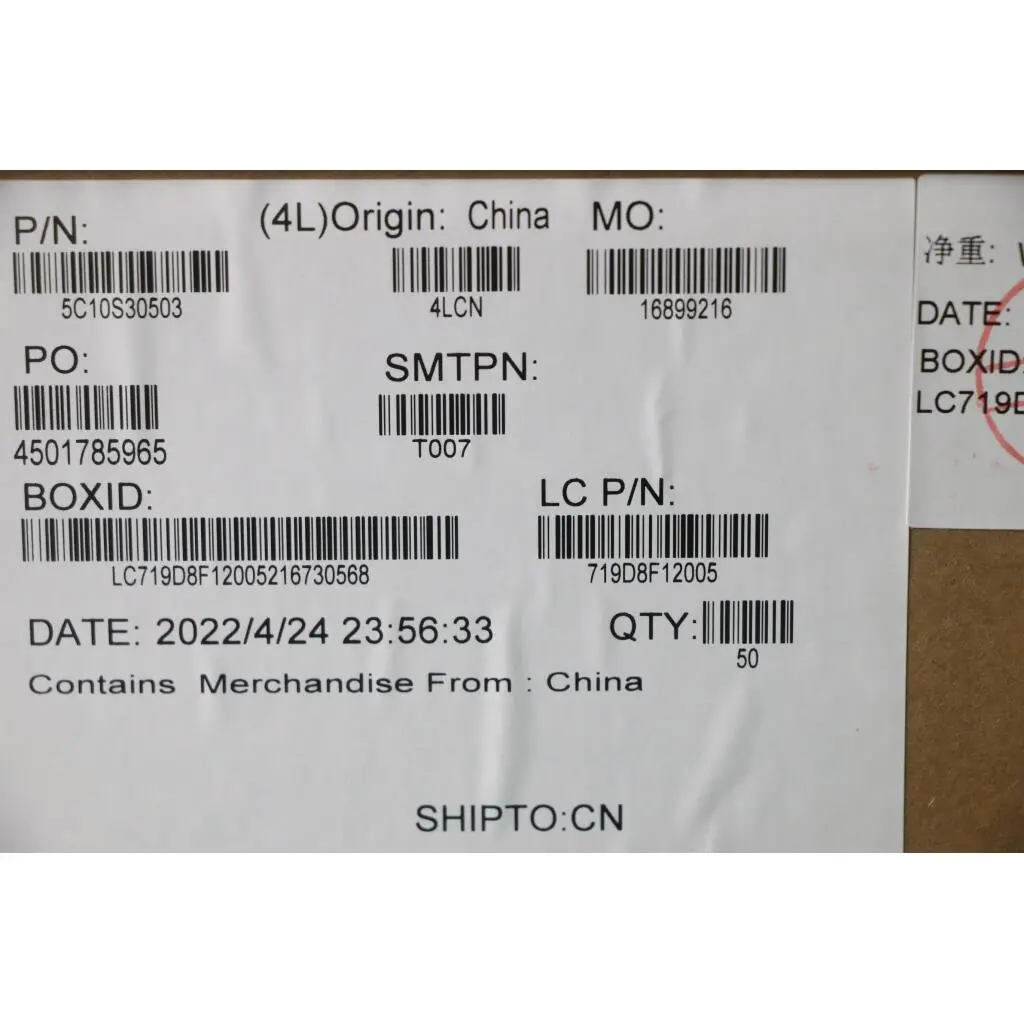 P/N:
(4L)Origin: China
MO:
5C10S30503
4LCN
16899216
PO:
SMTPN:
4501785965
T007
BOXID:
LC P/N:
LC719D8F12005216730568
719D8F12005
DATE: 2022/4/24 23:56:33
QTY:
50
Contains Merchandise From : China
SHIPTO:CN
净重:
DATE:
BOXID:
LC719D